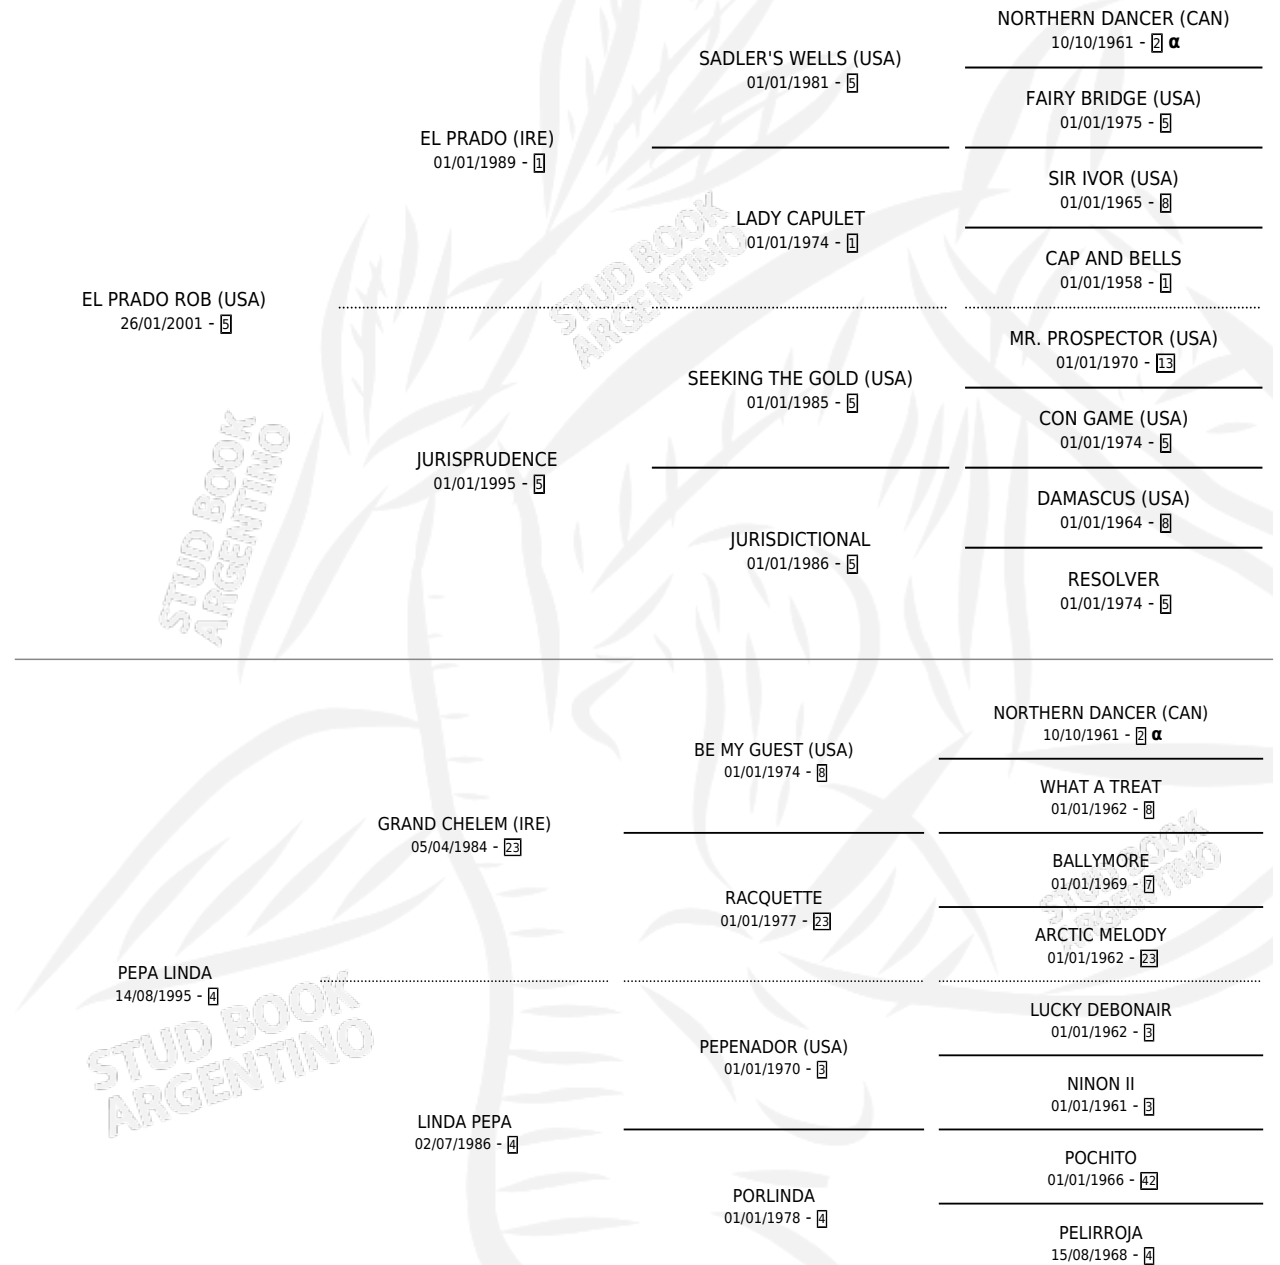 NORTHERN DANCER (CAN)
10/10/1961 - 2 α
SADLER'S WELLS (USA)
01/01/1981 - 5
FAIRY BRIDGE (USA)
01/01/1975 - 5
EL PRADO (IRE)
01/01/1989 - 1
SIR IVOR (USA)
01/01/1965 - 8
LADY CAPULET
01/01/1974 - 1
CAP AND BELLS
01/01/1958 - 1
EL PRADO ROB (USA)
26/01/2001 - 5
MR. PROSPECTOR (USA)
01/01/1970 - 13
SEEKING THE GOLD (USA)
01/01/1985 - 5
CON GAME (USA)
01/01/1974 - 5
JURISPRUDENCE
01/01/1995 - 5
DAMASCUS (USA)
01/01/1964 - 8
JURISDICTIONAL
01/01/1986 - 5
RESOLVER
01/01/1974 - 5
NORTHERN DANCER (CAN)
10/10/1961 - 2 α
BE MY GUEST (USA)
01/01/1974 - 8
WHAT A TREAT
01/01/1962 - 8
GRAND CHELEM (IRE)
05/04/1984 - 23
BALLYMORE
01/01/1969 - 7
RACQUETTE
01/01/1977 - 23
ARCTIC MELODY
01/01/1962 - 23
PEPA LINDA
14/08/1995 - 4
LUCKY DEBONAIR
01/01/1962 - 3
PEPENADOR (USA)
01/01/1970 - 3
NINON II
01/01/1961 - 3
LINDA PEPA
02/07/1986 - 4
POCHITO
01/01/1966 - 42
PORLINDA
01/01/1978 - 4
PELIRROJA
15/08/1968 - 4
STUD BOOK
ARGENTINO
STUD BOOK
ARGENTINO
STUD BOOK
ARGENTINO
STUD BOOK
ARGENTINO